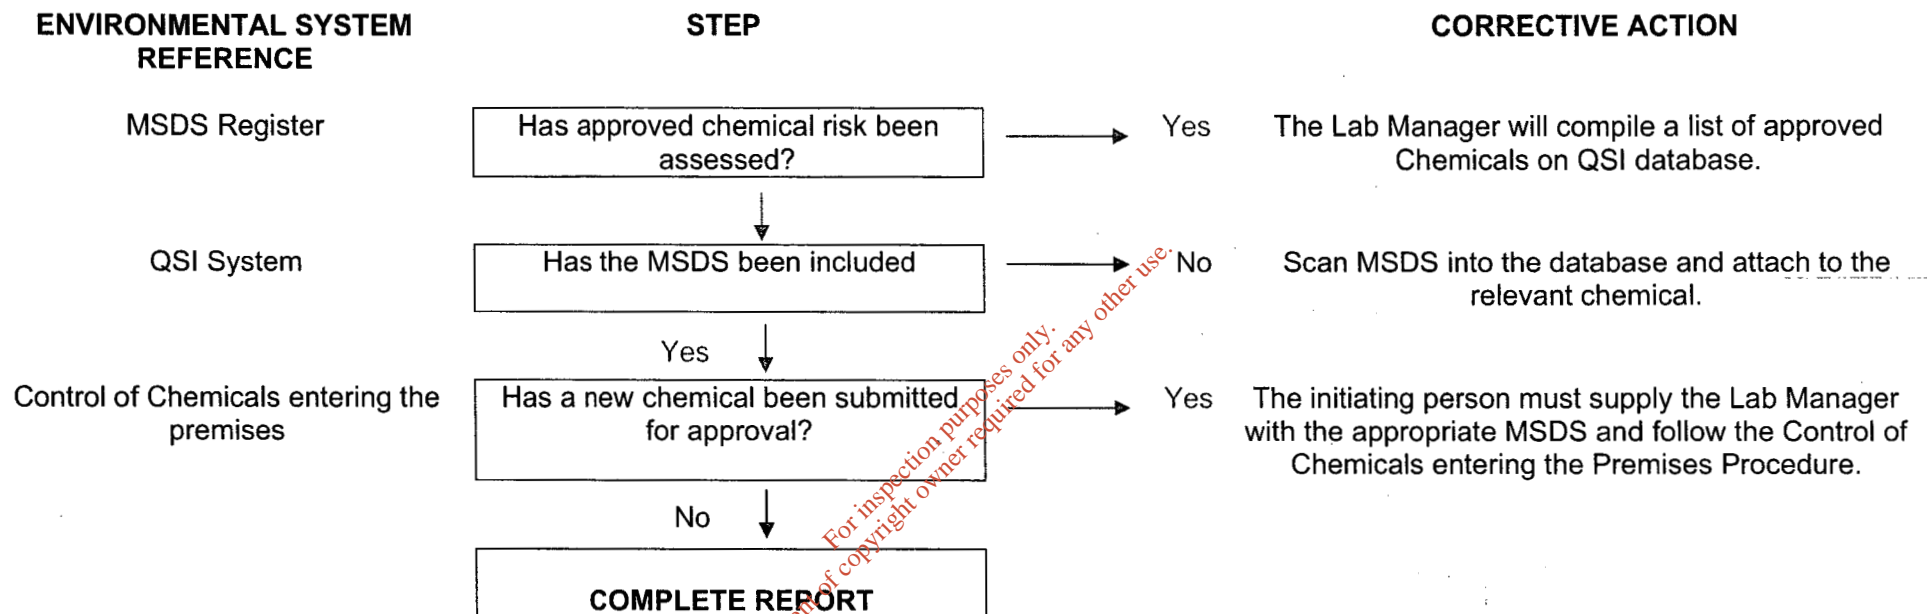 ENVIRONMENTAL SYSTEM
REFERENCE
STEP
CORRECTIVE ACTION
MSDS Register
Has approved chemical risk been
assessed?
Yes
The Lab Manager will compile a list of approved
Chemicals on QSI database.
QSI System
Has the MSDS been included
No
Scan MSDS into the database and attach to the
relevant chemical.
Yes
Control of Chemicals entering the
premises
Has a new chemical been submitted
for approval?
Yes
The initiating person must supply the Lab Manager
with the appropriate MSDS and follow the Control of
Chemicals entering the Premises Procedure.
No
COMPLETE REPORT
For inspection purposes only.
of copyright owner required for any other use.